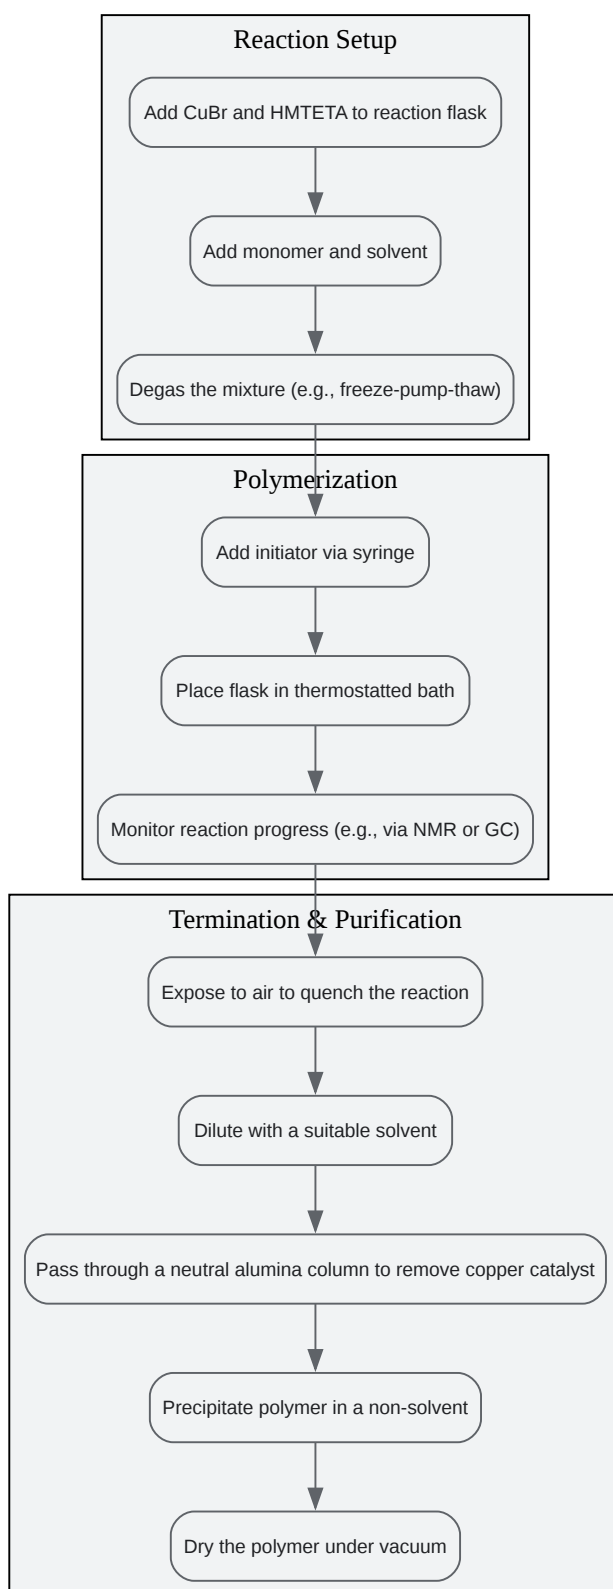 Reaction Setup
Add CuBr and HMTETA to reaction flask
Add monomer and solvent
Degas the mixture (e.g., freeze-pump-thaw)
Polymerization
Add initiator via syringe
Place flask in thermostatted bath
Monitor reaction progress (e.g., via NMR or GC)
Termination & Purification
Expose to air to quench the reaction
Dilute with a suitable solvent
Pass through a neutral alumina column to remove copper catalyst
Precipitate polymer in a non-solvent
Dry the polymer under vacuum